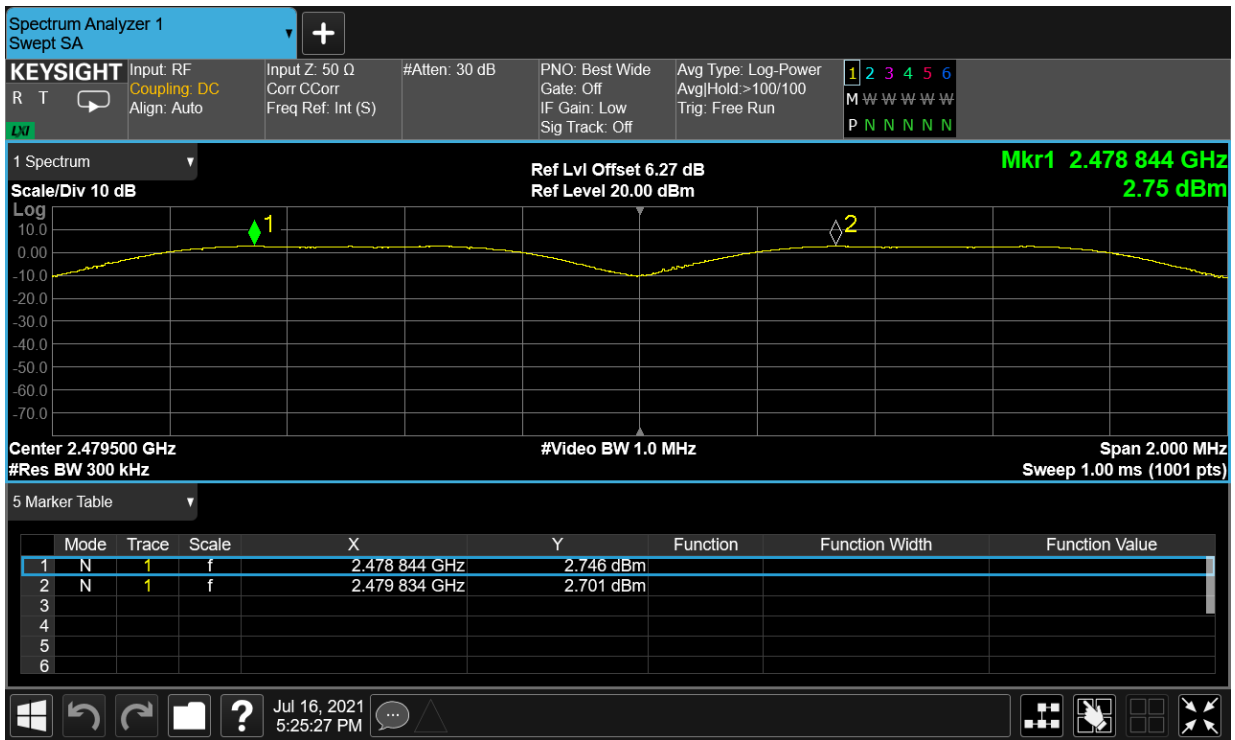 Spectrum Analyzer 1
Swept SA
KEYSIGHT
R T
LXI
Input: RF
Coupling: DC
Align: Auto
Input Z: 50 Ω
Corr CCorr
Freq Ref: Int (S)
#Atten: 30 dB
PNO: Best Wide
Gate: Off
IF Gain: Low
Sig Track: Off
Avg Type: Log-Power
Avg|Hold:>100/100
Trig: Free Run
1 2 3 4 5 6
M W W W W W
P N N N N N
1 Spectrum
Scale/Div 10 dB
Ref Lvl Offset 6.27 dB
Ref Level 20.00 dBm
Mkr1 2.478 844 GHz
2.75 dBm
Log
10.0
0.00
-10.0
-20.0
-30.0
-40.0
-50.0
-60.0
-70.0
1
2
Center 2.479500 GHz
#Res BW 300 kHz
#Video BW 1.0 MHz
Span 2.000 MHz
Sweep 1.00 ms (1001 pts)
5 Marker Table
Mode Trace Scale X Y Function Function Width Function Value
1 N 1 f 2.478 844 GHz 2.746 dBm
2 N 1 f 2.479 834 GHz 2.701 dBm
3
4
5
6
?
Jul 16, 2021
5:25:27 PM